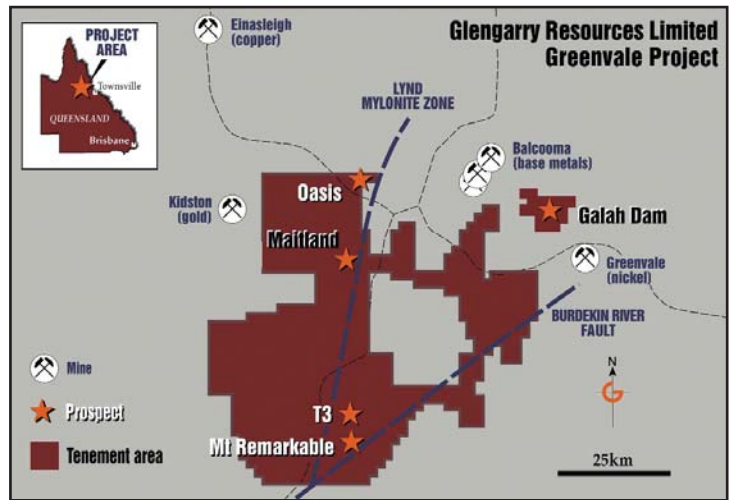 Glengarry Resources Limited
Greenvale Project
PROJECT
AREA
Townsville
QUEENSLAND
Brisbane
Einasleigh
(copper)
LYND
MYLONITE ZONE
Balcooma
(base metals)
Kidston
(gold)
Oasis
Galah Dam
Maitland
Greenvale
(nickel)
BURDEKIN RIVER
FAULT
Mine
Prospect
Tenement area
T3
Mt Remarkable
N
G
25km